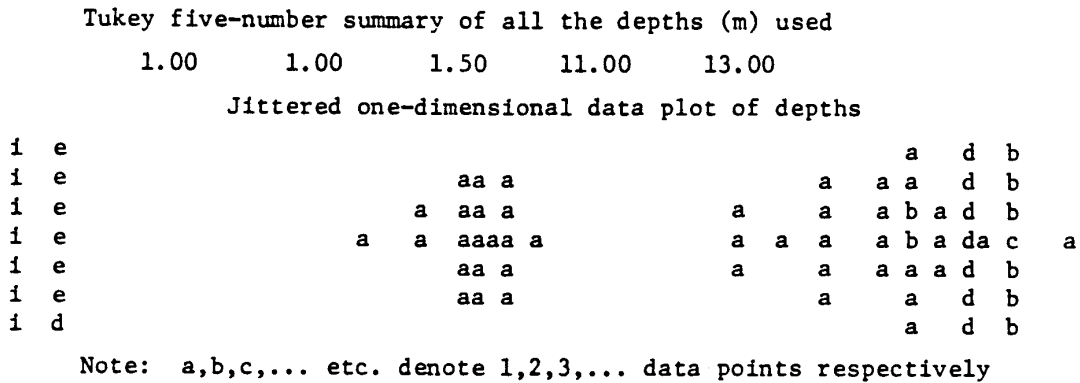 Tukey five-number summary of all the depths (m) used
1.00 1.00 1.50 11.00 13.00
Jittered one-dimensional data plot of depths
i e a d b
i e aa a a a a d b
i e a aa a a a a b a d b
i e a a aaaa a a a a a b a da c a
i e aa a a a a a a d b
i e aa a a a d b
i d a d b
Note: a,b,c,... etc. denote 1,2,3,... data points respectively